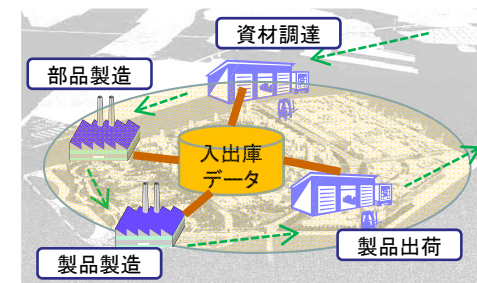 資材調達
部品製造
入出庫
データ
製品出荷
製品製造